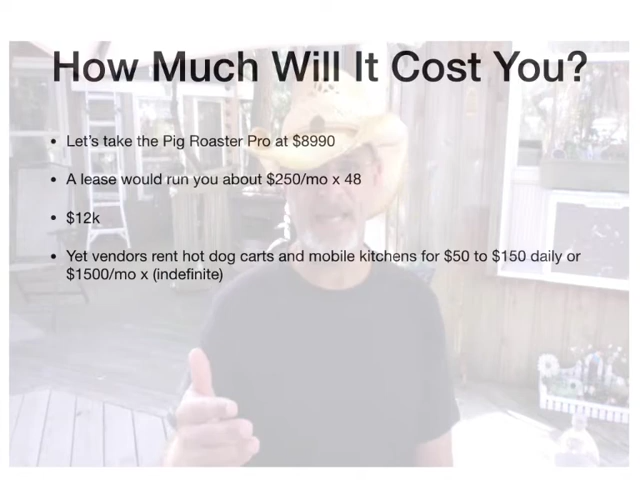 How Much Will It Cost You?
• Let's take the Pig Roaster Pro at $8990
• A lease would run you about $250/mo x 48
• $12k
• Yet vendors rent hot dog carts and mobile kitchens for $50 to $150 daily or
$1500/mo x (indefinite)